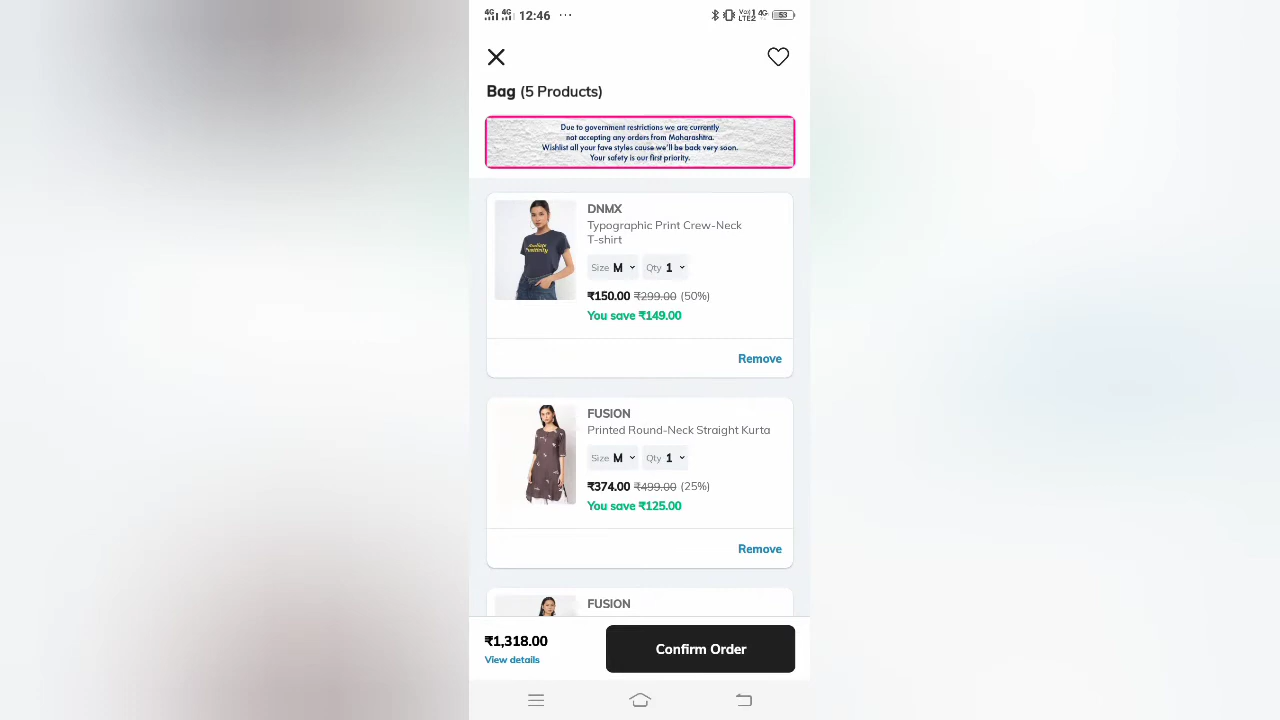 4G 4G 12:46 ... 4G 53
Bag (5 Products)
Due to government restrictions we are currently
not accepting any orders from Maharashtra.
Wishlist all your fave styles cause we'll be back very soon.
Your safety is our first priority.
DNMX
Typographic Print Crew-Neck
T-shirt
Size M Qty 1
₹150.00 ₹299.00 (50%)
You save ₹149.00
Remove
FUSION
Printed Round-Neck Straight Kurta
Size M Qty 1
₹374.00 ₹499.00 (25%)
You save ₹125.00
Remove
FUSION
₹1,318.00
View details
Confirm Order